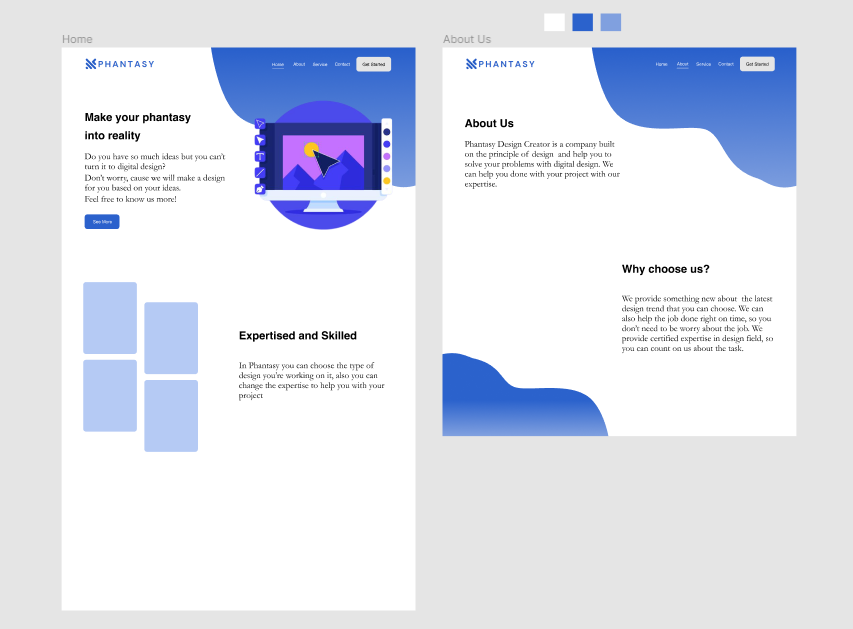 Home
PHANTASY
Home About Service Contact Get Started
Make your phantasy
into reality
Do you have so much ideas but you can't
turn it to digital design?
Don't worry, cause we will make a design
for you based on your ideas.
Feel free to know us more!
See More
T
Expertised and Skilled
In Phantasy you can choose the type of
design you're working on it, also you can
change the expertise to help you with your
project
About Us
PHANTASY
Home About Service Contact Get Started
About Us
Phantasy Design Creator is a company built
on the principle of design and help you to
solve your problems with digital design. We
can help you done with your project with our
expertise.
Why choose us?
We provide something new about the latest
design trend that you can choose. We can
also help the job done right on time, so you
don't need to be worry about the job. We
provide certified expertise in design field, so
you can count on us about the task.